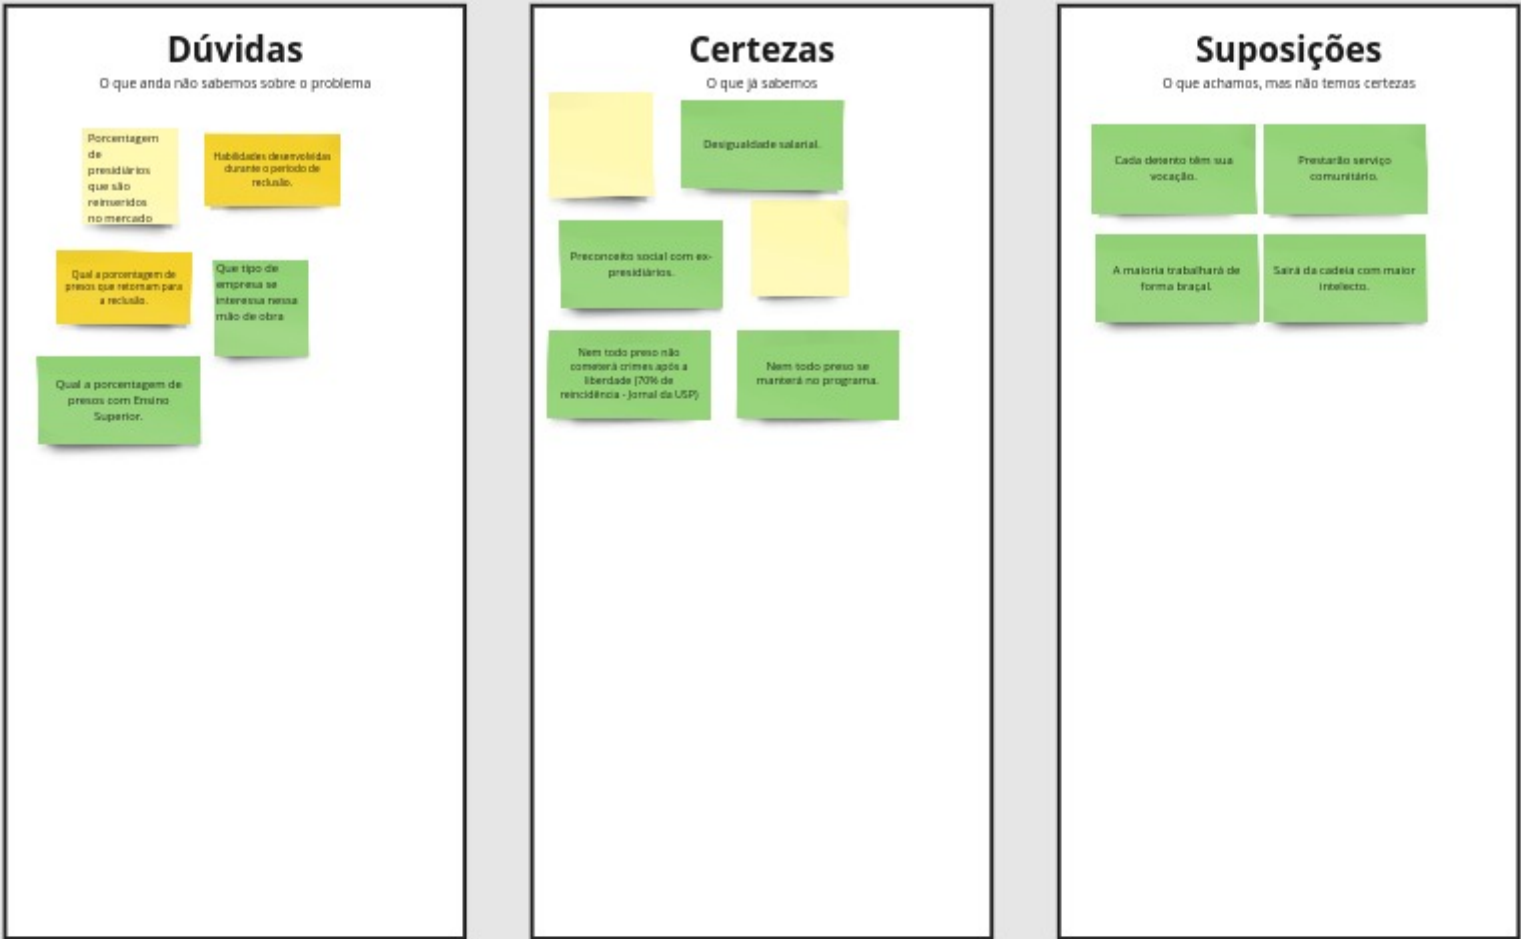 Dúvidas
O que anda não sabemos sobre o problema
Porcentagem
de
presidiários
que são
reinseridos
no mercado
Habilidades desenvolvidas
durante o período de
reclusão.
Qual a porcentagem de
presos que retornam para
a reclusão.
Que tipo de
empresa se
interessa nessa
mão de obra
Qual a porcentagem de
presos com Ensino
Superior.
Certezas
O que já sabemos
Desigualdade salarial.
Preconceito social com ex-
presidiários.
Nem todo preso não
cometerá crimes após a
liberdade (70% de
reincidência - Jornal da USP)
Nem todo preso se
manterá no programa.
Suposições
O que achamos, mas não temos certezas
Cada detento têm sua
vocação.
Prestarão serviço
comunitário.
A maioria trabalhará de
forma braçal.
Sairá da cadeia com maior
intelecto.